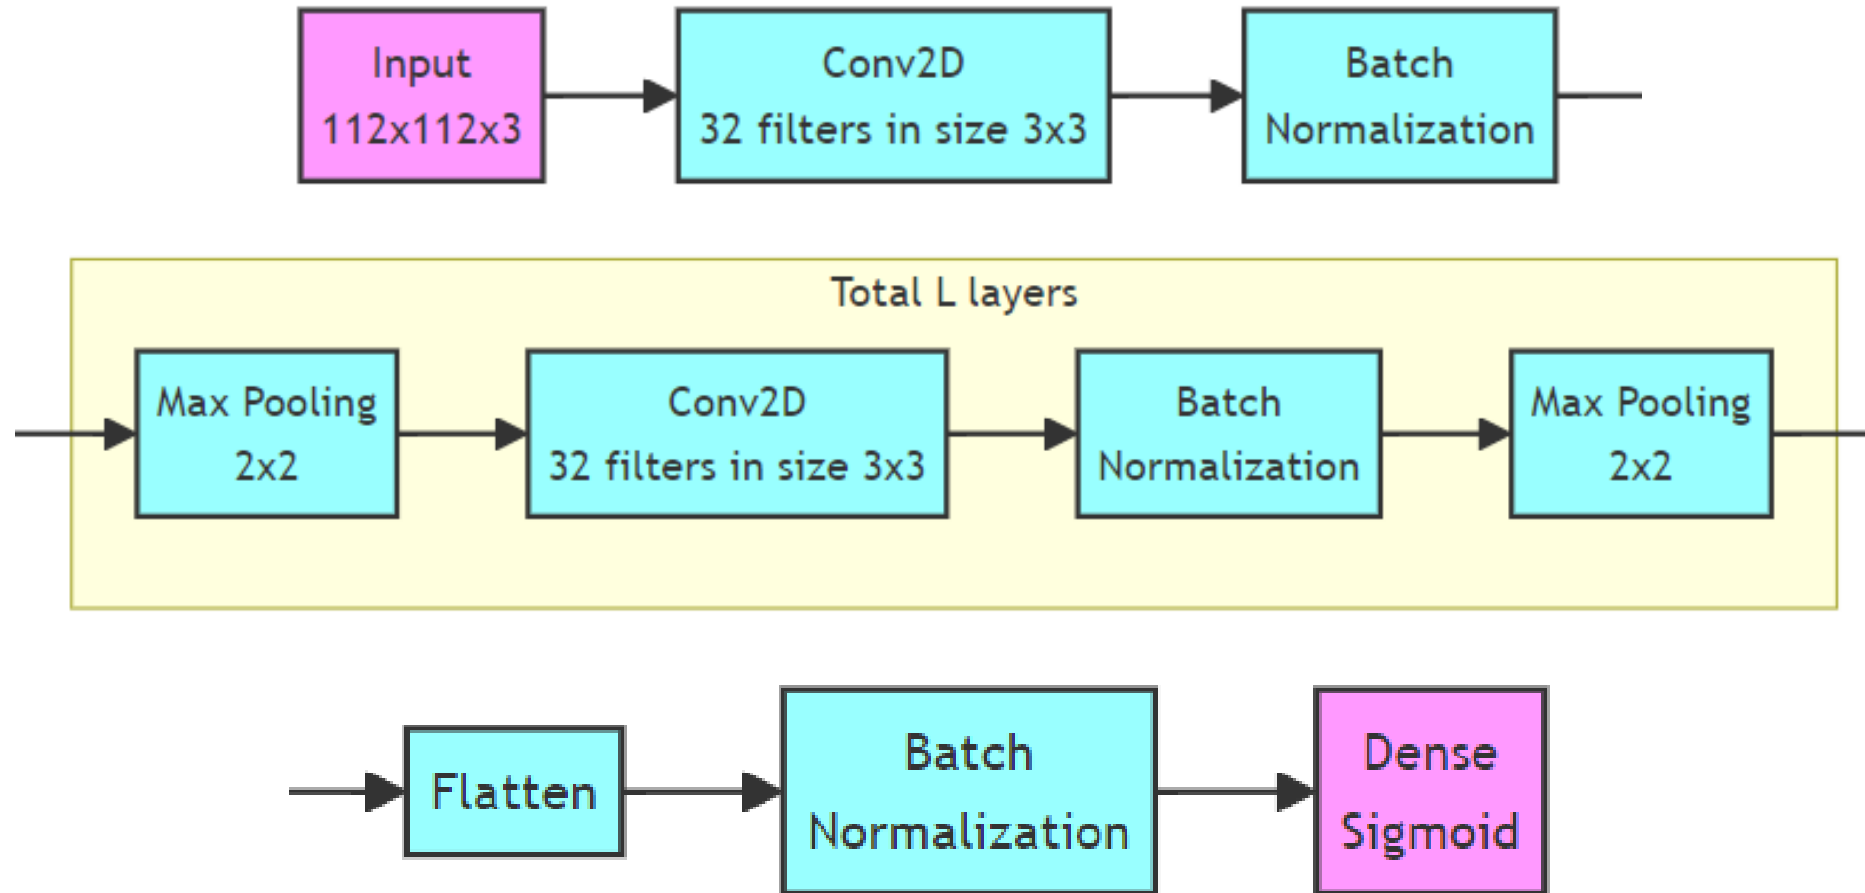 Input
112x112x3
Conv2D
32 filters in size 3x3
Batch
Normalization
Total L layers
Max Pooling
2x2
Conv2D
32 filters in size 3x3
Batch
Normalization
Max Pooling
2x2
Flatten
Batch
Normalization
Dense
Sigmoid